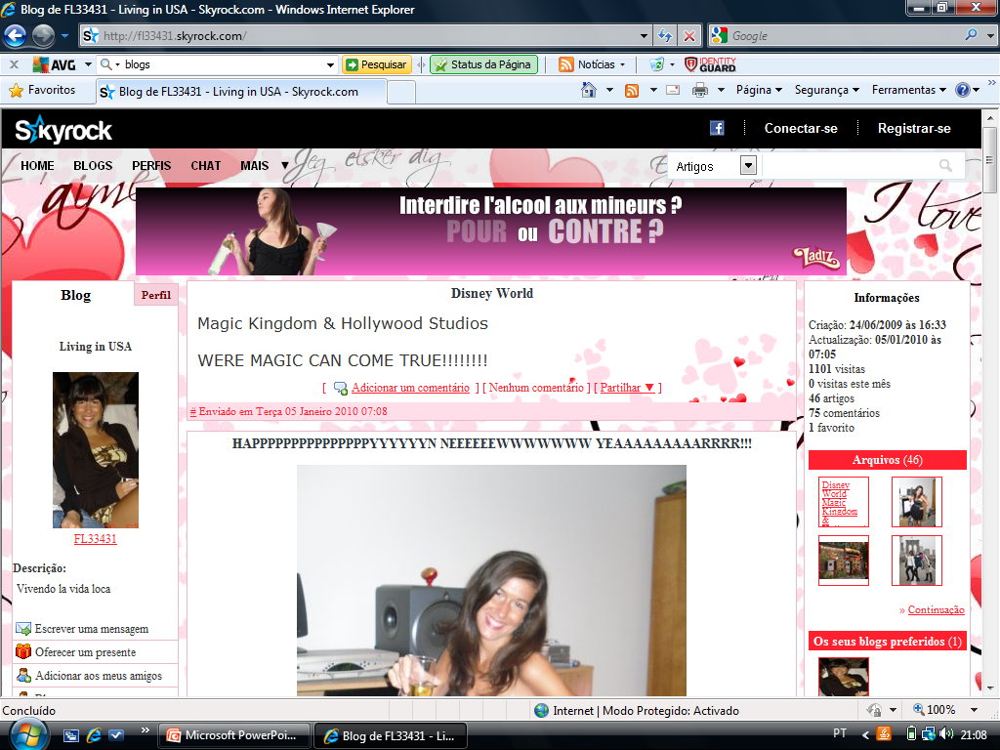 Blog de FL33431 - Living in USA - Skyrock.com - Windows Internet Explorer
http://fl33431.skyrock.com/
Google
AVG
blogs
Pesquisar
Status da Página
Notícias
IDENTITY GUARD
Favoritos
Blog de FL33431 - Living in USA - Skyrock.com
Página
Segurança
Ferramentas
Skyrock
Conectar-se
Registrar-se
HOME
BLOGS
PERFIS
CHAT
MAIS
Artigos
Jeg elsker dig
aime
I love
Interdire l'alcool aux mineurs ?
POUR ou CONTRE ?
Ladiz
Blog
Perfil
Living in USA
FL33431
Descrição:
Vivendo la vida loca
Escrever uma mensagem
Oferecer um presente
Adicionar aos meus amigos
Disney World
Magic Kingdom & Hollywood Studios
WERE MAGIC CAN COME TRUE!!!!!!!!
[ Adicionar um comentário ] [ Nenhum comentário ] [ Partilhar ▼ ]
# Enviado em Terça 05 Janeiro 2010 07:08
HAPPPPPPPPPPPPPPPYYYYYYN NEEEEEEWWWWWWW YEAAAAAAAAARRRR!!!
Informações
Criação: 24/06/2009 às 16:33
Actualização: 05/01/2010 às
07:05
1101 visitas
0 visites este mês
46 artigos
75 comentários
1 favorito
Arquivos (46)
Disney
World
Magic
Kingdom
&
» Continuação
Os seus blogs preferidos (1)
Concluído
Internet | Modo Protegido: Activado
100%
Microsoft PowerPoi...
Blog de FL33431 - Li...
PT
21:08